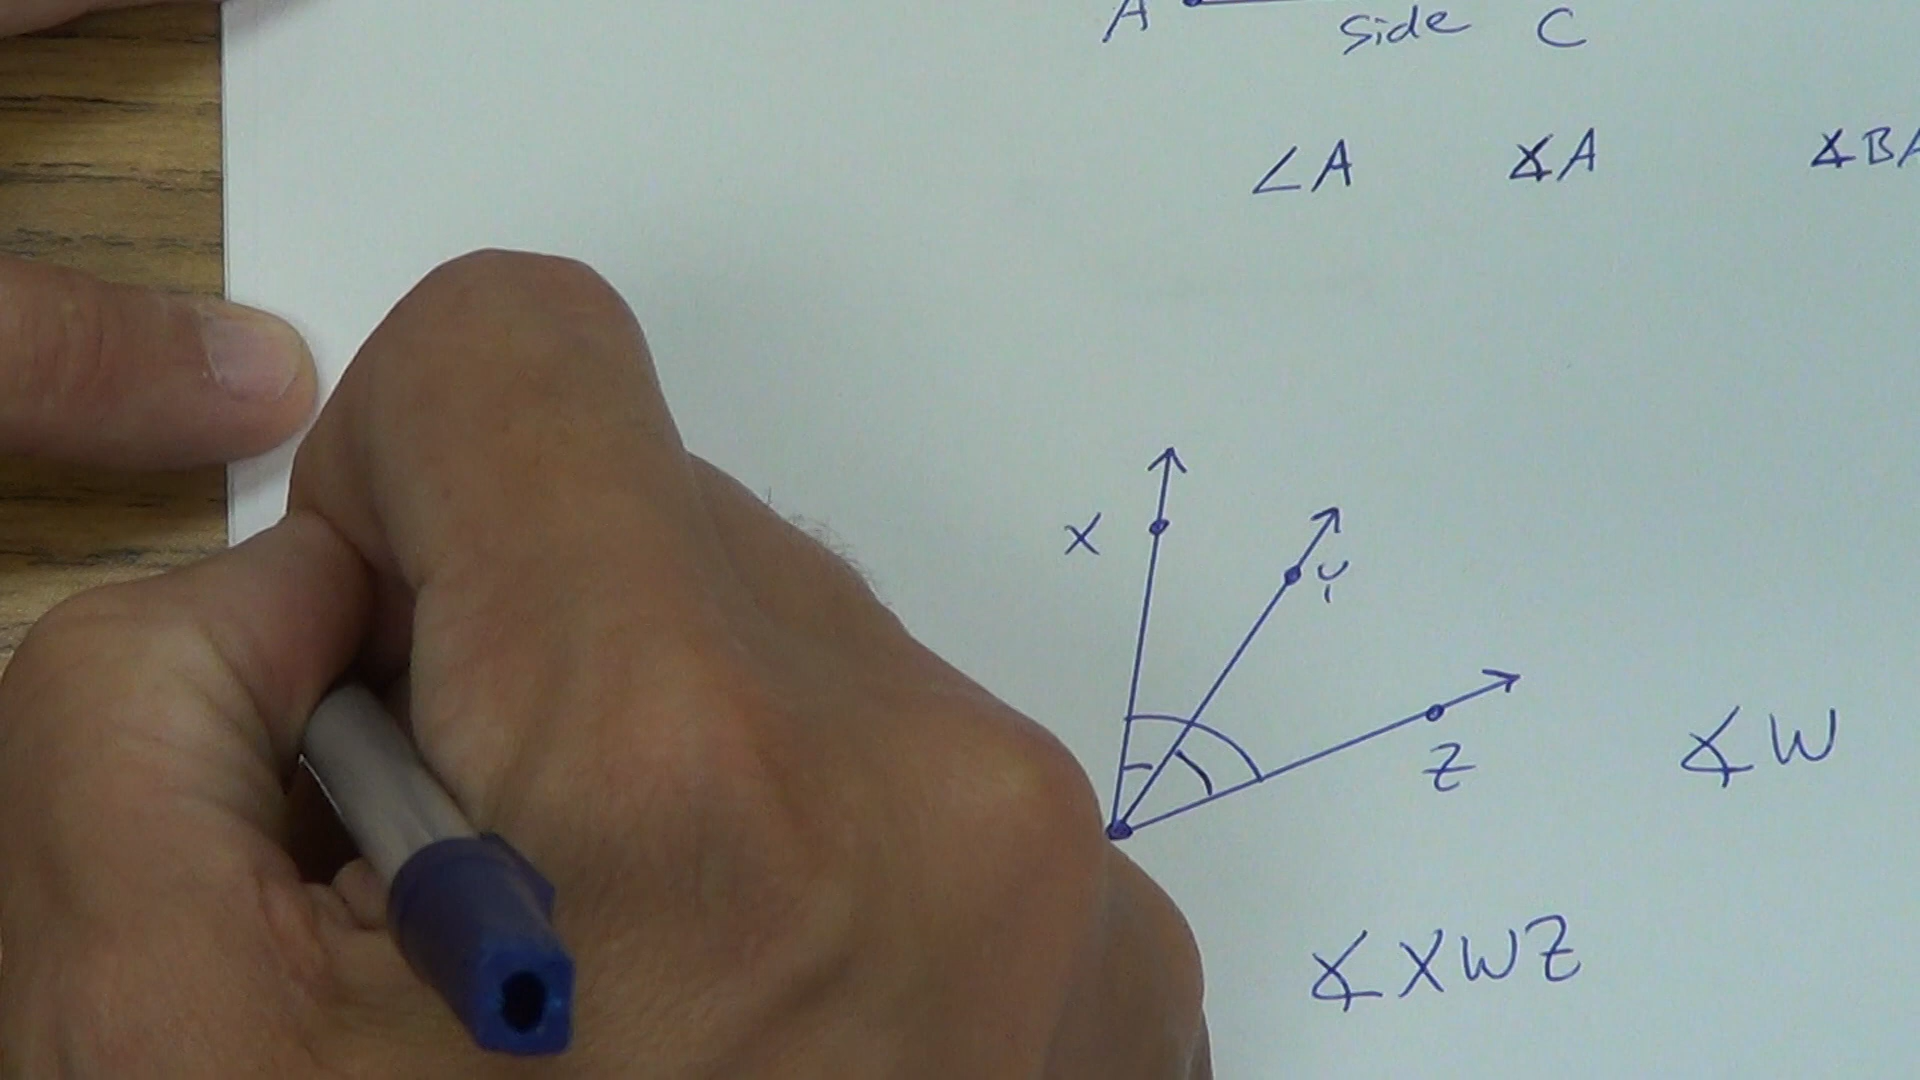 A side C
∠A ∡A ∡BA
X
Y
Z ∡W
∡XWZ